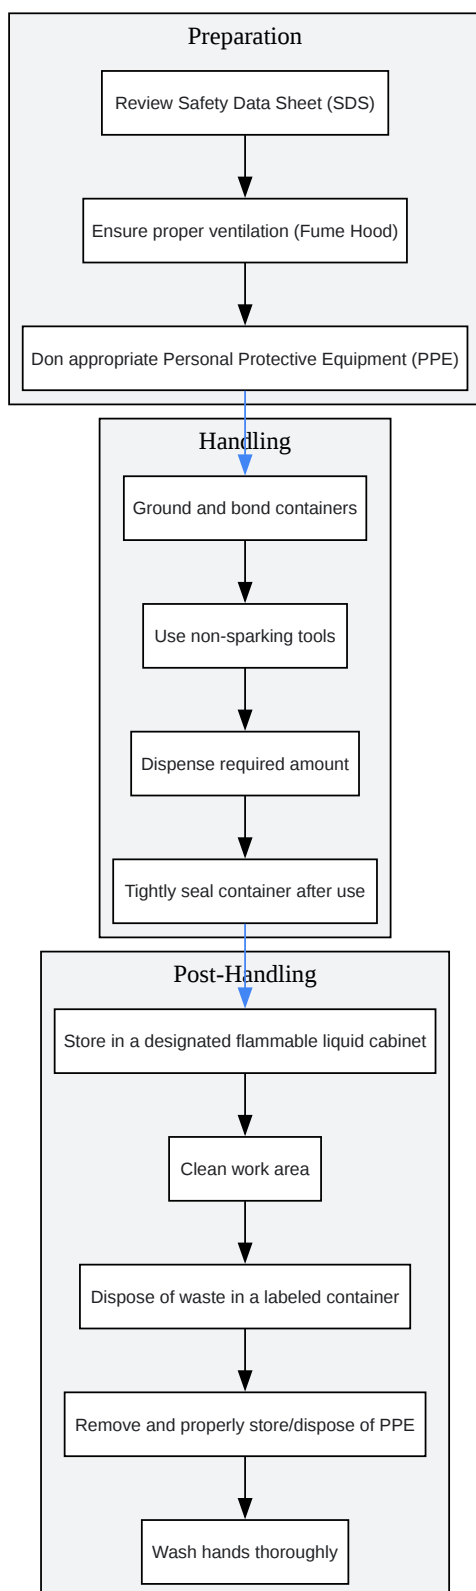 Preparation
Review Safety Data Sheet (SDS)
Ensure proper ventilation (Fume Hood)
Don appropriate Personal Protective Equipment (PPE)
Handling
Ground and bond containers
Use non-sparking tools
Dispense required amount
Tightly seal container after use
Post-Handling
Store in a designated flammable liquid cabinet
Clean work area
Dispose of waste in a labeled container
Remove and properly store/dispose of PPE
Wash hands thoroughly